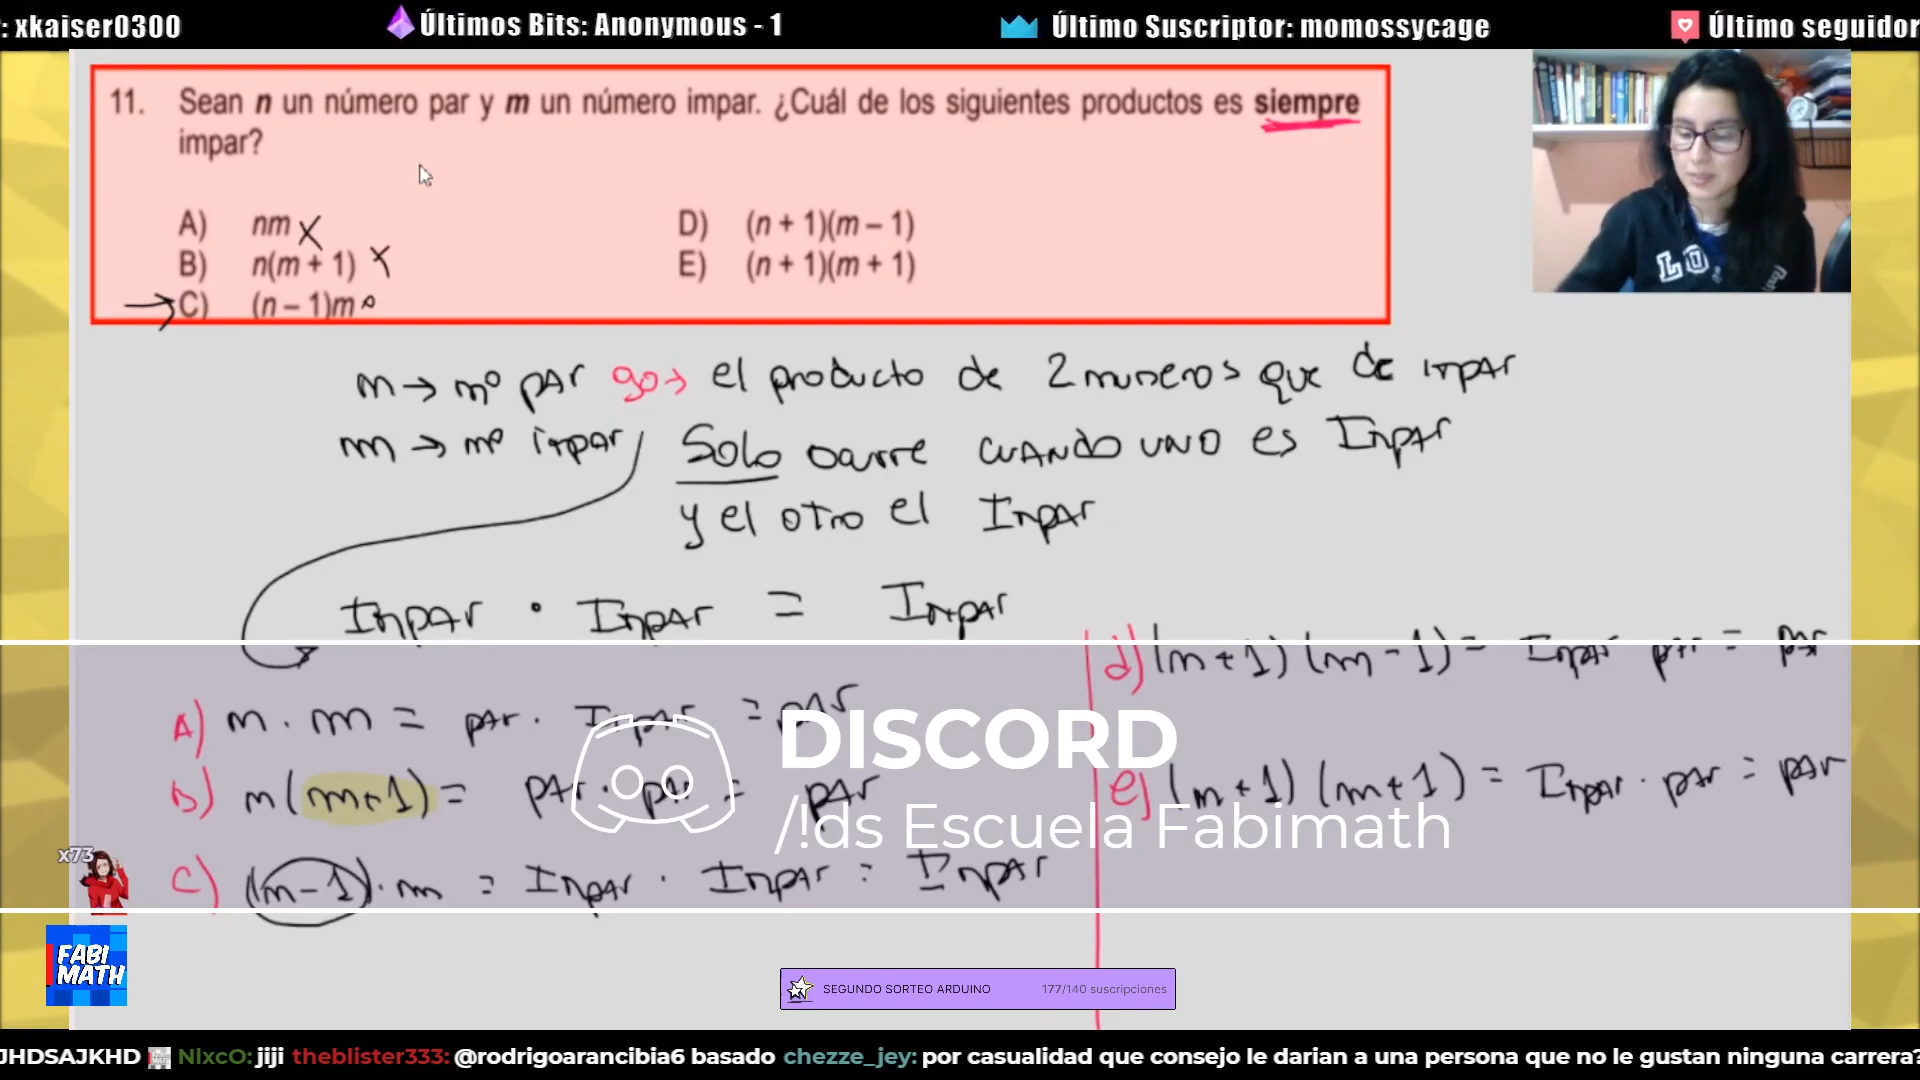 : xkaiser0300 Últimos Bits: Anonymous - 1 Último Suscriptor: momossycage Último seguidor
11. Sean n un número par y m un número impar. ¿Cuál de los siguientes productos es siempre
impar?
A) nm X
B) n(m + 1) X
→ C) (n – 1)m
D) (n + 1)(m – 1)
E) (n + 1)(m + 1)
LO
n → nº par go→ el producto de 2 numeros que de impar
m → nº impar Solo ocurre cuando uno es Impar
y el otro el Impar
Impar · Impar = Impar
A) n · m = par · Impar = par
B) n(m+1) = par · par = par
C) (n-1) · m = Impar · Impar = Impar
d) (n+1)(m-1) = Impar par = par
e) (n+1)(m+1) = Impar · par = par
DISCORD
/!ds Escuela Fabimath
x73
FABI
MATH
SEGUNDO SORTEO ARDUINO 177/140 suscripciones
JHDSAJKHD NlxcO: jiji theblister333: @rodrigoarancibia6 basado chezze_jey: por casualidad que consejo le darian a una persona que no le gustan ninguna carrera?